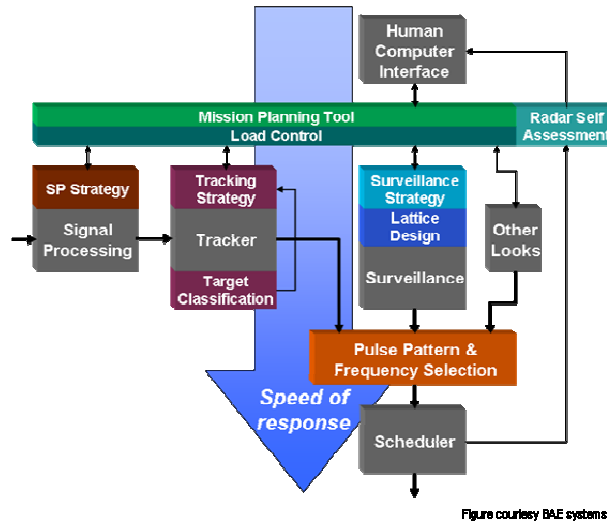 Human
Computer
Interface
Mission Planning Tool
Load Control
Radar Self
Assessment
SP Strategy
Signal
Processing
Tracking
Strategy
Tracker
Target
Classification
Surveillance
Strategy
Lattice
Design
Surveillance
Other
Looks
Pulse Pattern &
Frequency Selection
Speed of
response
Scheduler
Figure courtesy BAE systems